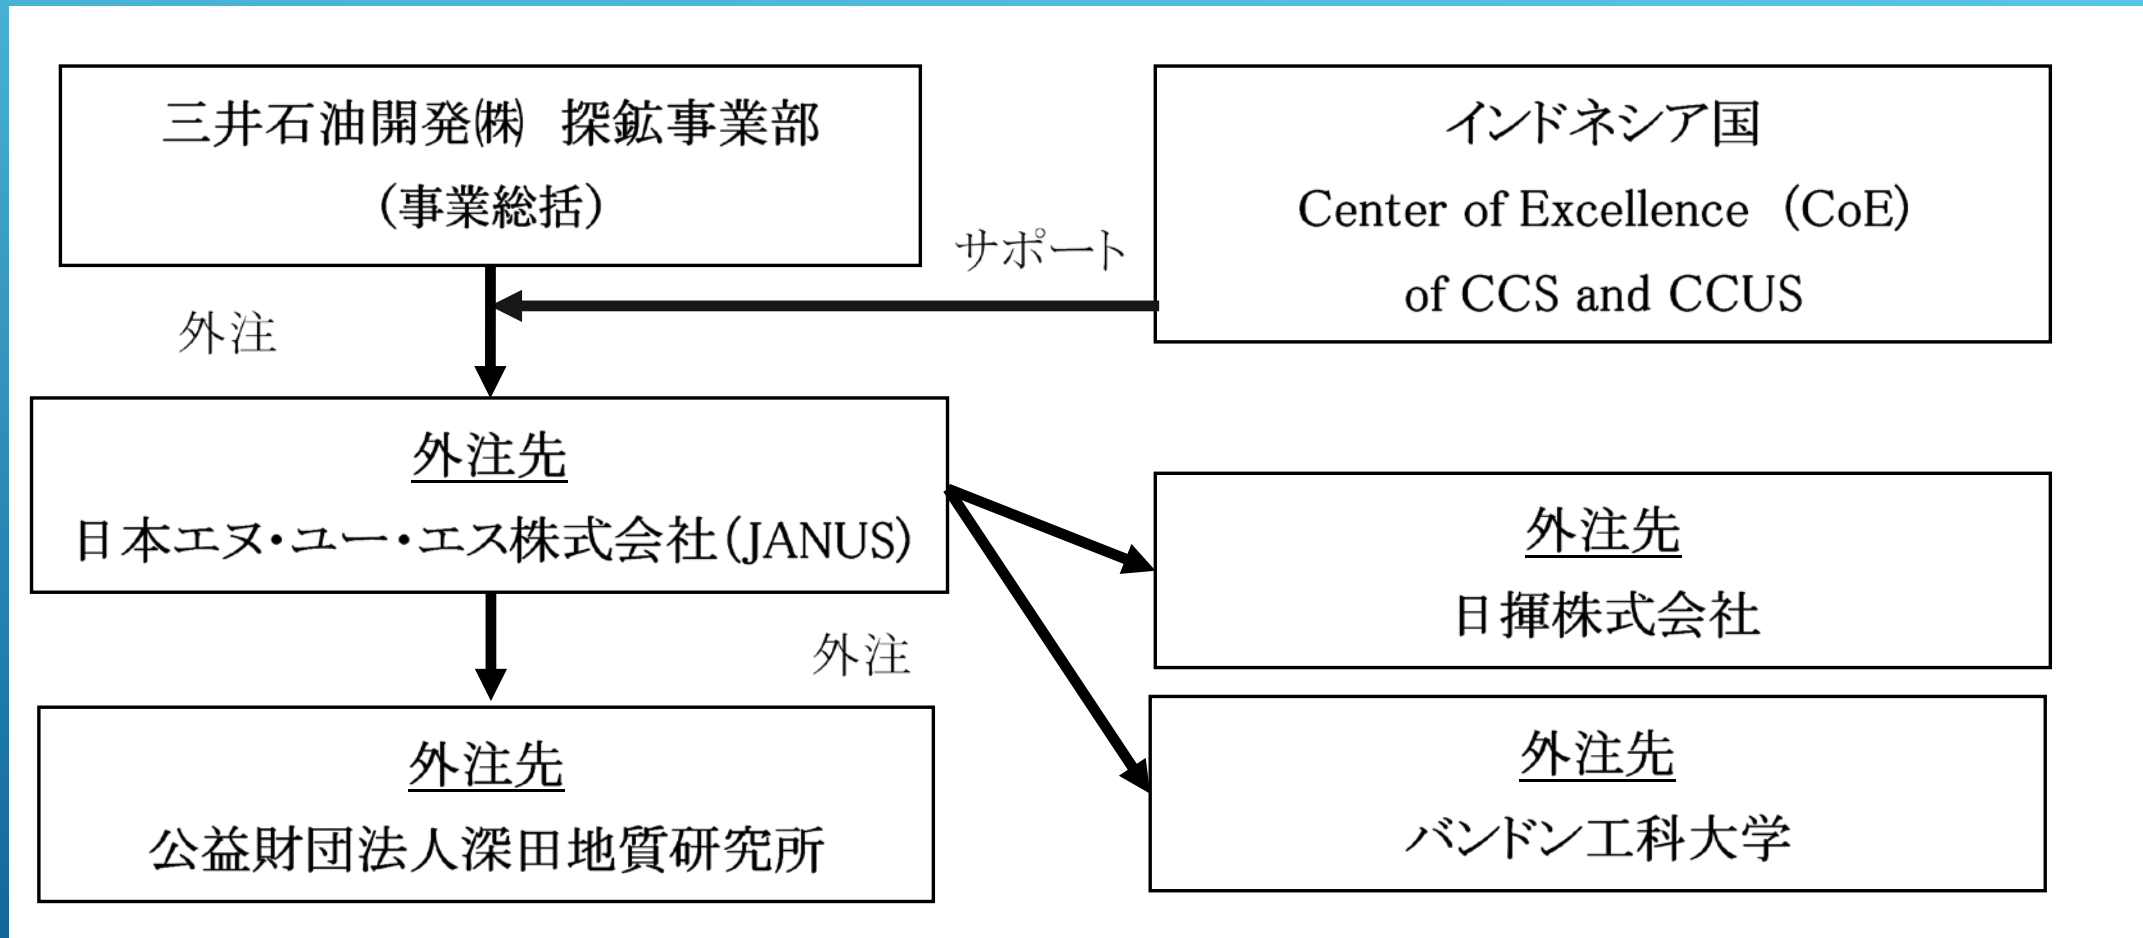 三井石油開発㈱　探鉱事業部
（事業総括）
インドネシア国
Center of Excellence （CoE）
of CCS and CCUS
サポート
外注
外注先
日本エヌ・ユー・エス株式会社（JANUS）
外注先
日揮株式会社
外注
外注先
公益財団法人深田地質研究所
外注先
バンドン工科大学